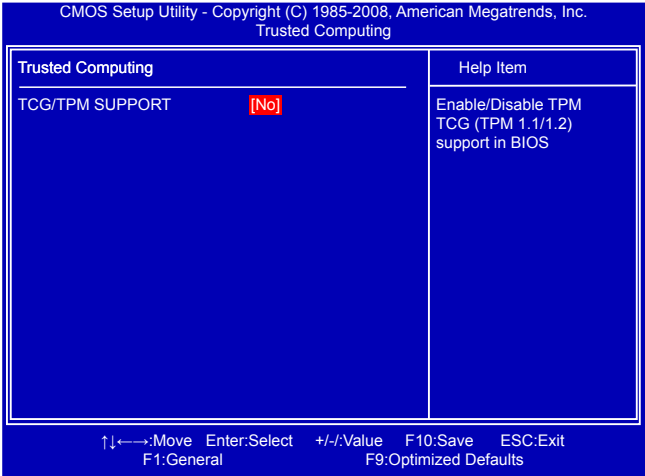 CMOS Setup Utility - Copyright (C) 1985-2008, American Megatrends, Inc.
Trusted Computing
Trusted Computing
TCG/TPM SUPPORT [No]
Help Item
Enable/Disable TPM
TCG (TPM 1.1/1.2)
support in BIOS
↑↓←→:Move Enter:Select +/-/:Value F10:Save ESC:Exit
F1:General F9:Optimized Defaults